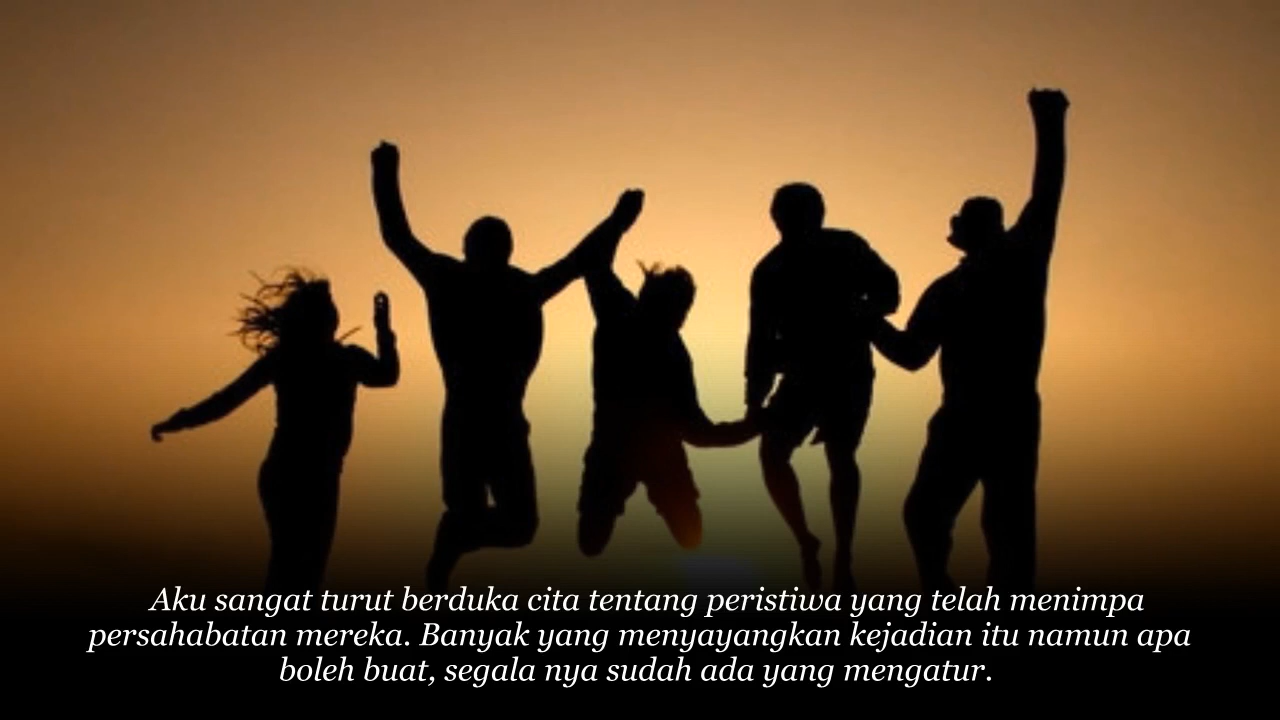 Aku sangat turut berduka cita tentang peristiwa yang telah menimpa
persahabatan mereka. Banyak yang menyayangkan kejadian itu namun apa
boleh buat, segala nya sudah ada yang mengatur.